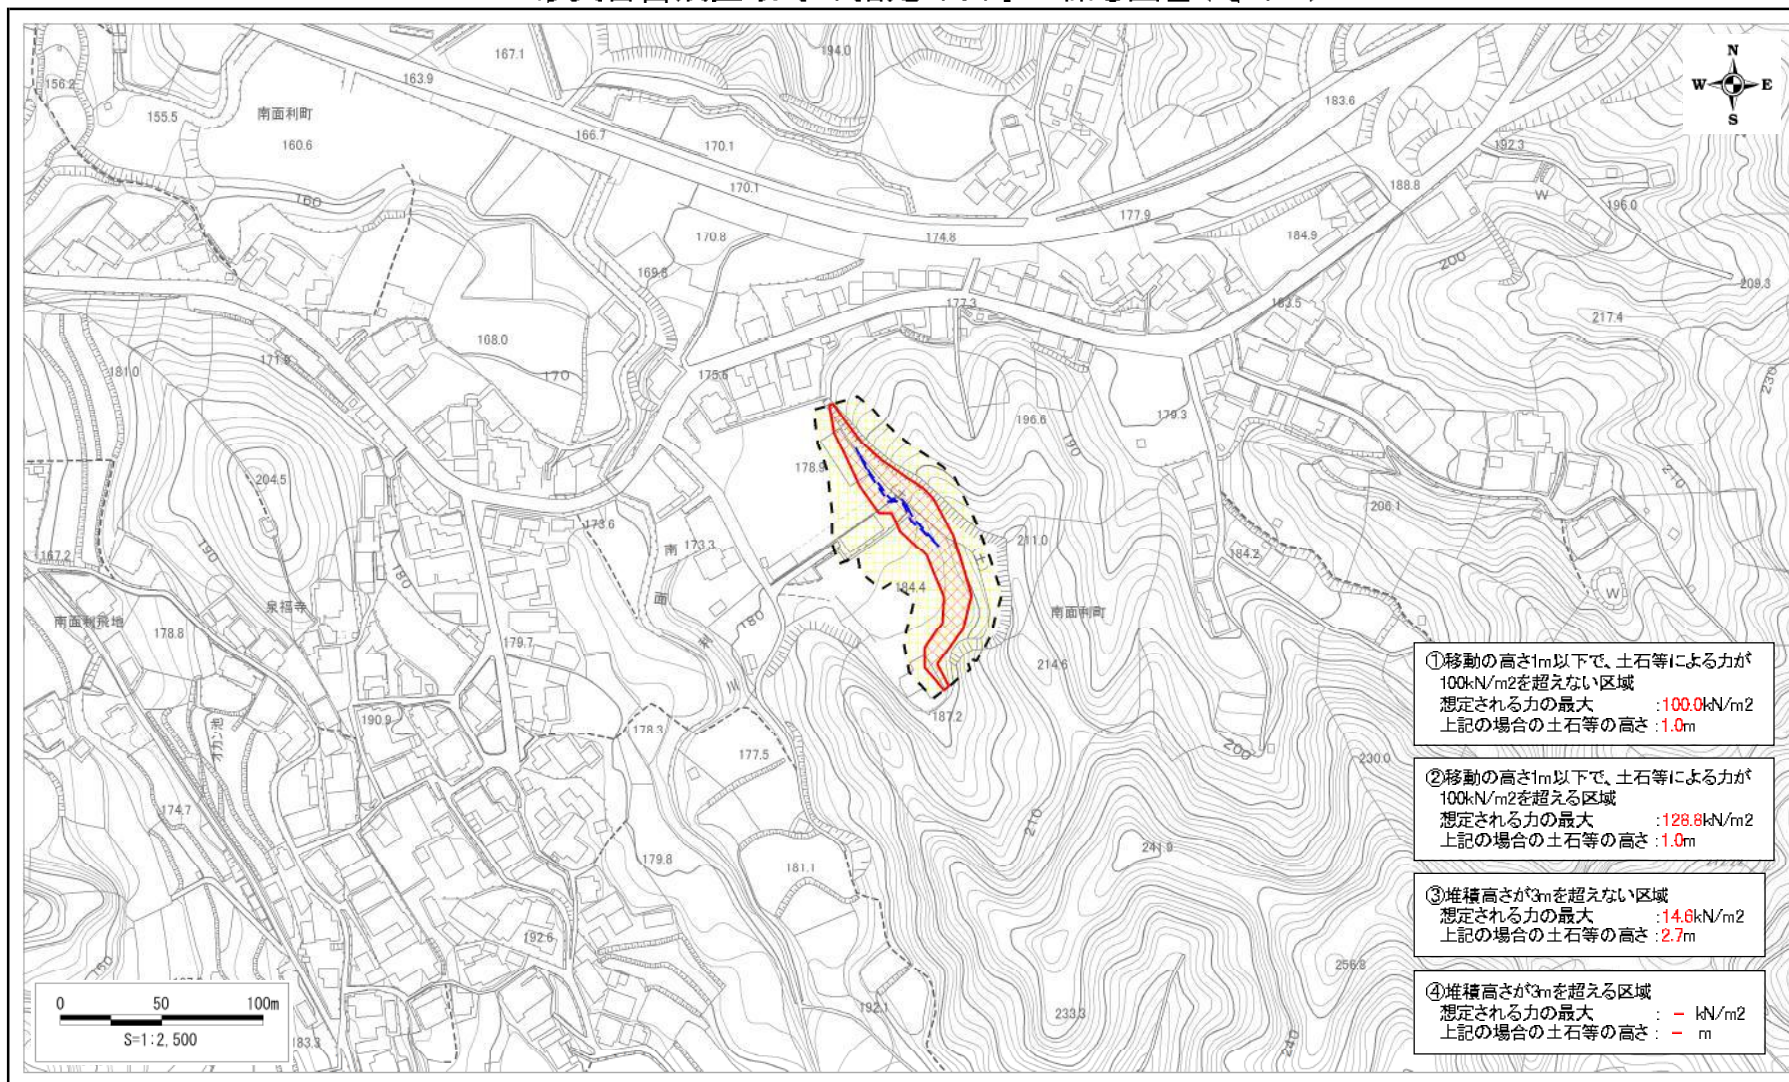 N
W E
S
167.1
194.0
163.9
156.2
155.5
南面利町
160.6
166.7
170.1
183.6
192.3
188.8
170.1
177.9
196.0
W
160
170.8
174.8
184.9
200
169.8
209.3
177.3
183.5
217.4
168.0
171.9
181.0
170
175.6
230
179.3
196.6
190
178.9
204.5
210
206.1
173.6
南
173.3
211.0
184.2
167.2
190
180
184.4
W
面
泉福寺
南面利飛地
南面利町
178.8
179.7
180
利
川
214.6
187.2
190.9
178.3
オカン池
177.5
200
230.0
174.7
210
179.8
181.1
241.9
192.6
256.8
160
192.1
233.3
240
183.3
①移動の高さ1m以下で、土石等による力が
100kN/m2を超えない区域
想定される力の最大 :100.0kN/m2
上記の場合の土石等の高さ:1.0m
②移動の高さ1m以下で、土石等による力が
100kN/m2を超える区域
想定される力の最大 :128.8kN/m2
上記の場合の土石等の高さ:1.0m
③堆積高さが3mを超えない区域
想定される力の最大 :14.6kN/m2
上記の場合の土石等の高さ:2.7m
④堆積高さが3mを超える区域
想定される力の最大 : － kN/m2
上記の場合の土石等の高さ: － m
0 50 100m
S=1:2,500